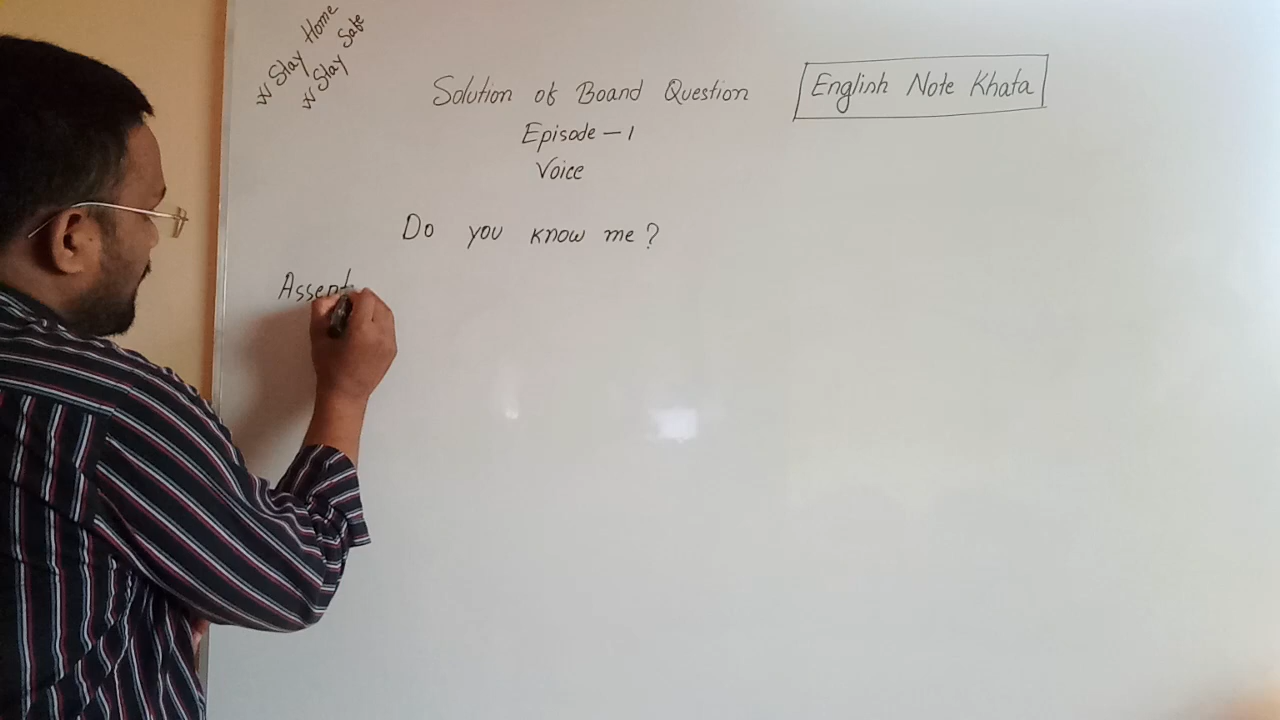 w Stay Home
w Stay Safe
Solution of Board Question
English Note Khata
Episode – 1
Voice
Do you know me ?
Assert